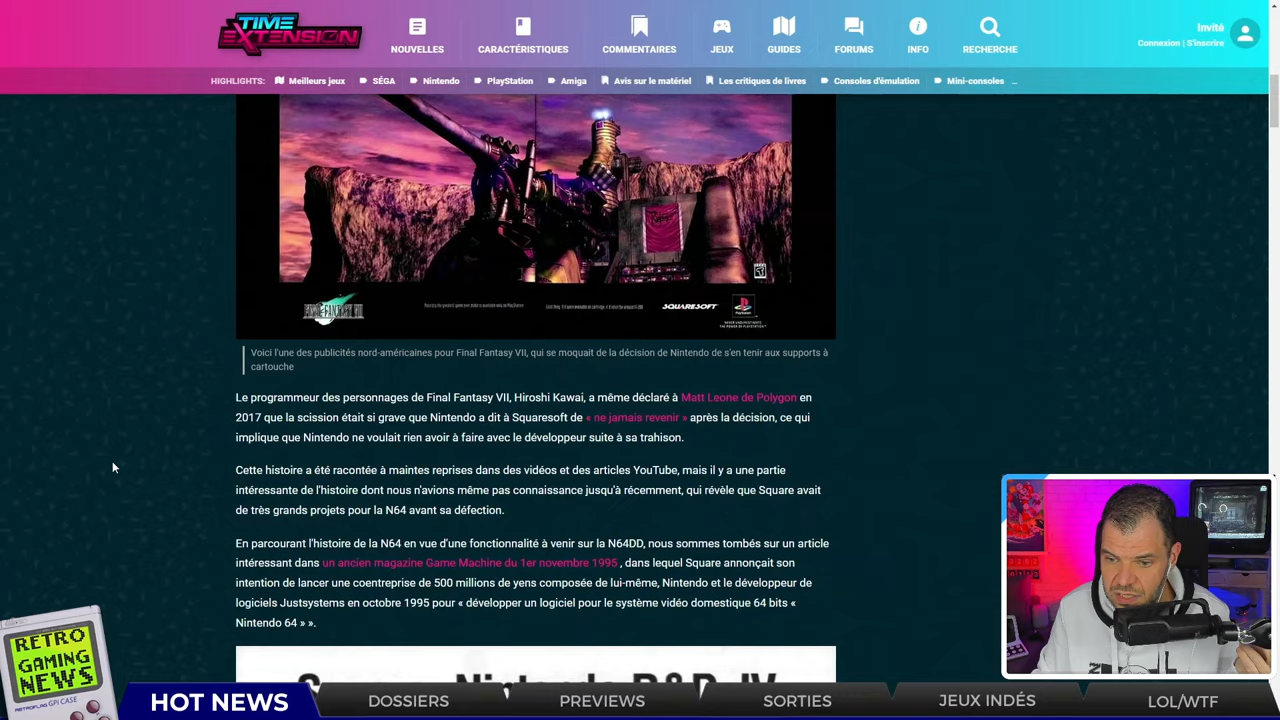 TIME
EXTENSION
NOUVELLES
CARACTÉRISTIQUES
COMMENTAIRES
JEUX
GUIDES
FORUMS
INFO
RECHERCHE
Invité
Connexion | S'inscrire
HIGHLIGHTS:
Meilleurs jeux
SÉGA
Nintendo
PlayStation
Amiga
Avis sur le matériel
Les critiques de livres
Consoles d'émulation
Mini-consoles
...
FINAL FANTASY VII
SQUARESOFT
PlayStation
Voici l'une des publicités nord-américaines pour Final Fantasy VII, qui se moquait de la décision de Nintendo de s'en tenir aux supports à
cartouche
Le programmeur des personnages de Final Fantasy VII, Hiroshi Kawai, a même déclaré à Matt Leone de Polygon en
2017 que la scission était si grave que Nintendo a dit à Squaresoft de « ne jamais revenir » après la décision, ce qui
implique que Nintendo ne voulait rien avoir à faire avec le développeur suite à sa trahison.
Cette histoire a été racontée à maintes reprises dans des vidéos et des articles YouTube, mais il y a une partie
intéressante de l'histoire dont nous n'avions même pas connaissance jusqu'à récemment, qui révèle que Square avait
de très grands projets pour la N64 avant sa défection.
En parcourant l'histoire de la N64 en vue d'une fonctionnalité à venir sur la N64DD, nous sommes tombés sur un article
intéressant dans un ancien magazine Game Machine du 1er novembre 1995 , dans lequel Square annonçait son
intention de lancer une coentreprise de 500 millions de yens composée de lui-même, Nintendo et le développeur de
logiciels Justsystems en octobre 1995 pour « développer un logiciel pour le système vidéo domestique 64 bits «
Nintendo 64 » ».
RETRO
GAMING
NEWS
RETROFLAG GPi CASE
HOT NEWS
DOSSIERS
PREVIEWS
SORTIES
JEUX INDÉS
LOL/WTF